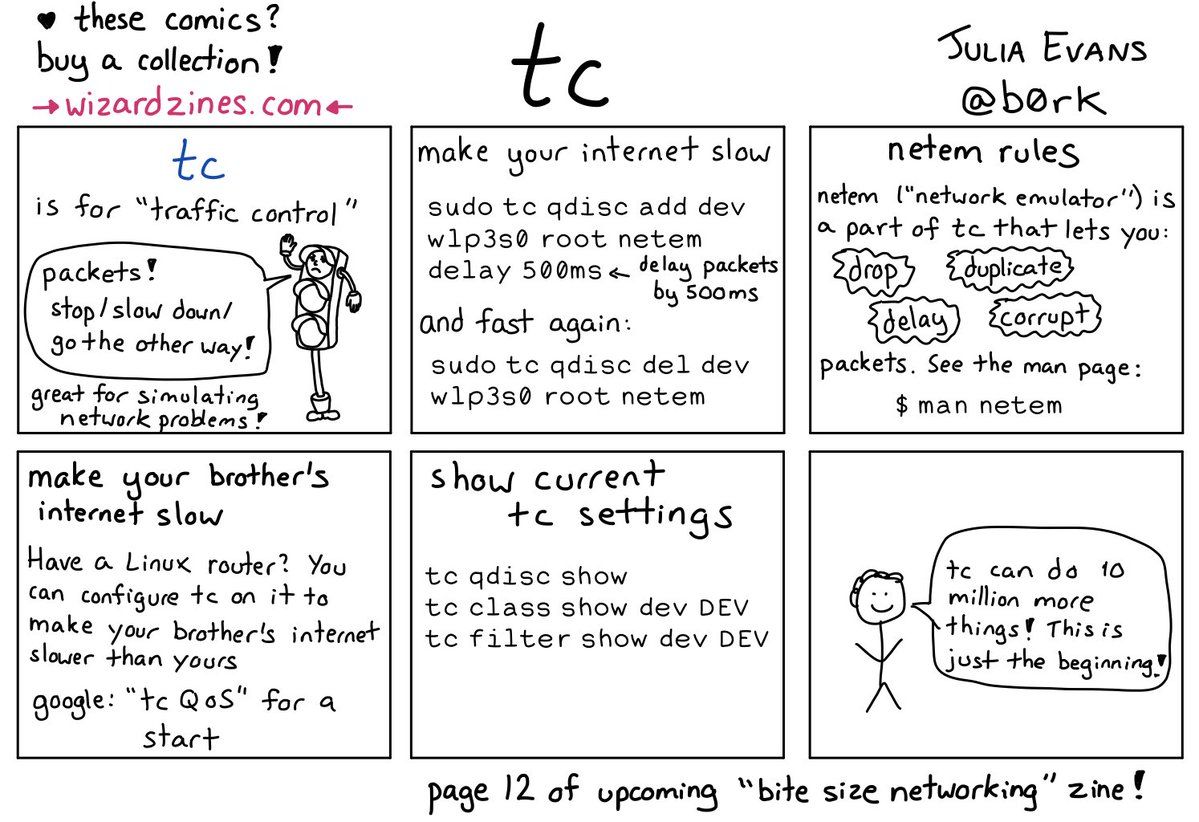 ♥ these comics?
buy a collection!
→wizardzines.com←
tc
JULIA EVANS
@b0rk
tc
is for "traffic control"
packets!
stop/slow down/
go the other way!
great for simulating
network problems!
make your internet slow
sudo tc qdisc add dev
wlp3s0 root netem
delay 500ms ← delay packets
by 500ms
and fast again:
sudo tc qdisc del dev
wlp3s0 root netem
netem rules
netem ("network emulator") is
a part of tc that lets you:
drop duplicate
delay corrupt
packets. See the man page:
$ man netem
make your brother's
internet slow
Have a Linux router? You
can configure tc on it to
make your brother's internet
slower than yours
google: "tc QoS" for a
start
show current
tc settings
tc qdisc show
tc class show dev DEV
tc filter show dev DEV
tc can do 10
million more
things! This is
just the beginning!
page 12 of upcoming "bite size networking" zine!